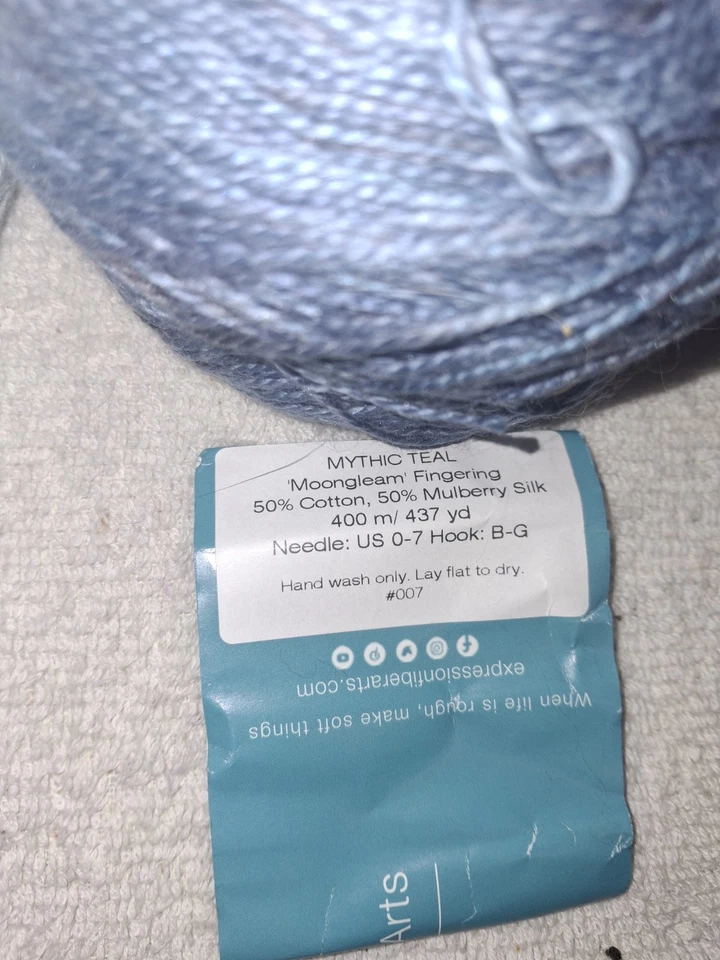 MYTHIC TEAL
'Moongleam' Fingering
50% Cotton, 50% Mulberry Silk
400 m/ 437 yd
Needle: US 0-7 Hook: B-G
Hand wash only. Lay flat to dry.
#007
expressionfiberarts.com
When life is rough, make soft things
Arts